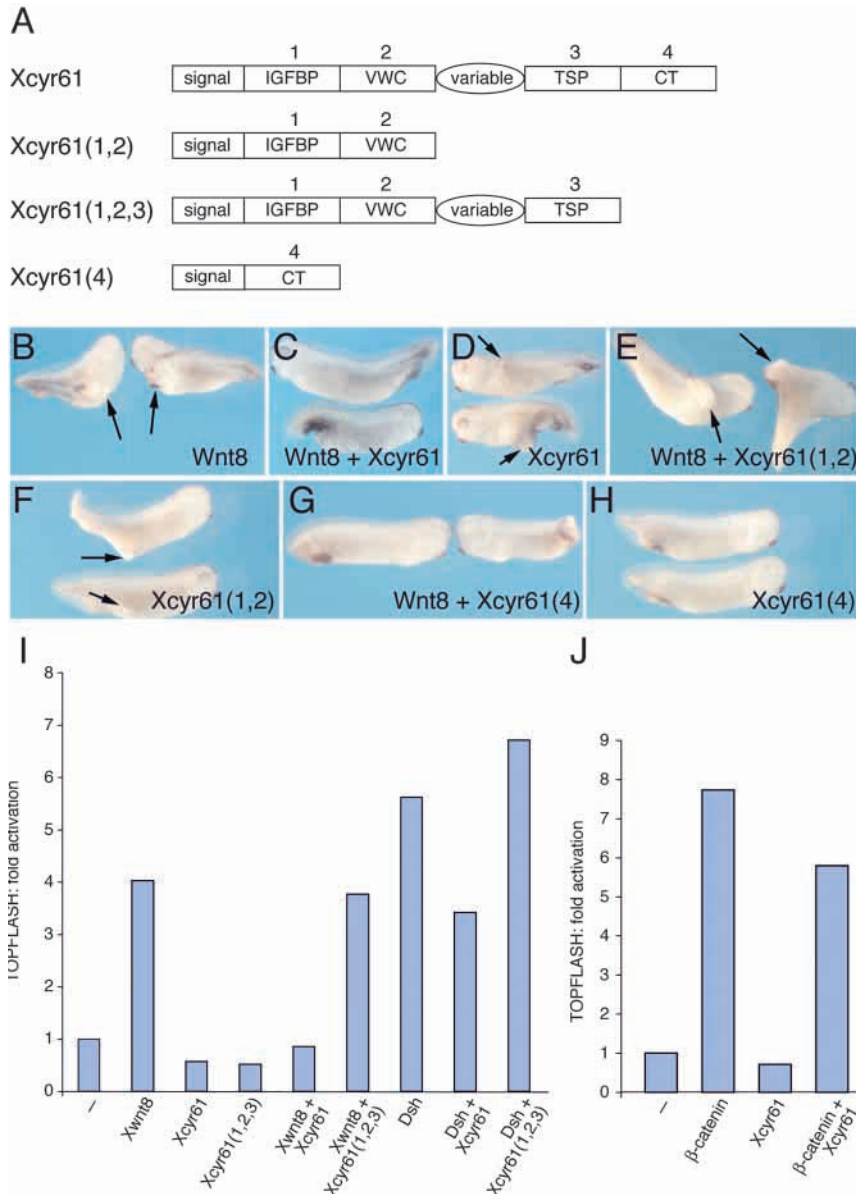 A
1 2 3 4
Xcyr61 signal IGFBP VWC variable TSP CT
1 2
Xcyr61(1,2) signal IGFBP VWC
1 2 3
Xcyr61(1,2,3) signal IGFBP VWC variable TSP
4
Xcyr61(4) signal CT
B C D E
Wnt8 Wnt8 + Xcyr61 Xcyr61 Wnt8 + Xcyr61(1,2)
F G H
Xcyr61(1,2) Wnt8 + Xcyr61(4) Xcyr61(4)
I
TOPFLASH: fold activation
8
7
6
5
4
3
2
1
0
–
Xwnt8
Xcyr61
Xcyr61(1,2,3)
Xwnt8 +
Xcyr61
Xwnt8 +
Xcyr61(1,2,3)
Dsh
Dsh +
Xcyr61
Dsh +
Xcyr61(1,2,3)
J
TOPFLASH: fold activation
9
8
7
6
5
4
3
2
1
0
–
β-catenin
Xcyr61
β-catenin +
Xcyr61